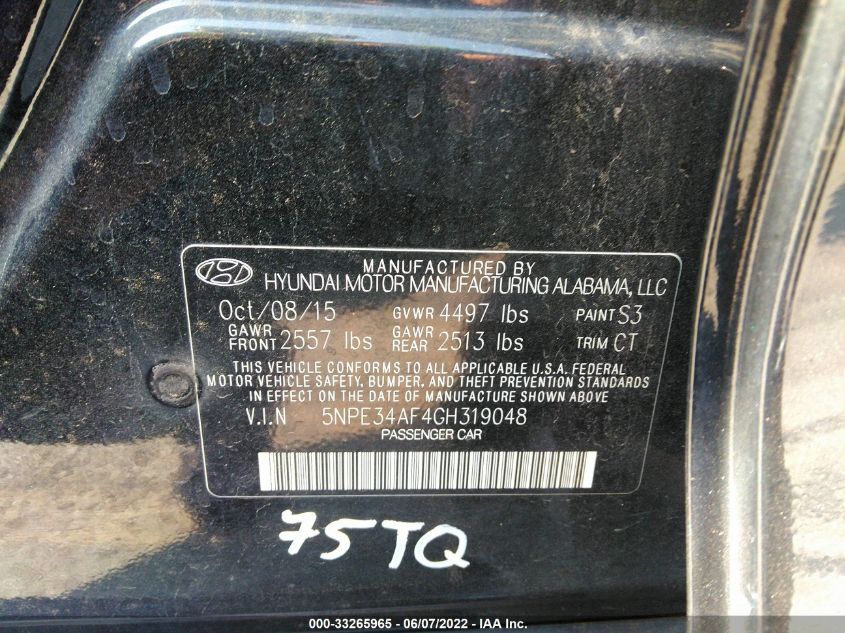 MANUFACTURED BY
HYUNDAI MOTOR MANUFACTURING ALABAMA, LLC
Oct/08/15 GVWR 4497 lbs PAINT S3
GAWR FRONT 2557 lbs GAWR REAR 2513 lbs TRIM CT
THIS VEHICLE CONFORMS TO ALL APPLICABLE U.S.A. FEDERAL
MOTOR VEHICLE SAFETY, BUMPER, AND THEFT PREVENTION STANDARDS
IN EFFECT ON THE DATE OF MANUFACTURE SHOWN ABOVE
V.I.N 5NPE34AF4GH319048
PASSENGER CAR
75TQ
000-33265965 - 06/07/2022 - IAA Inc.